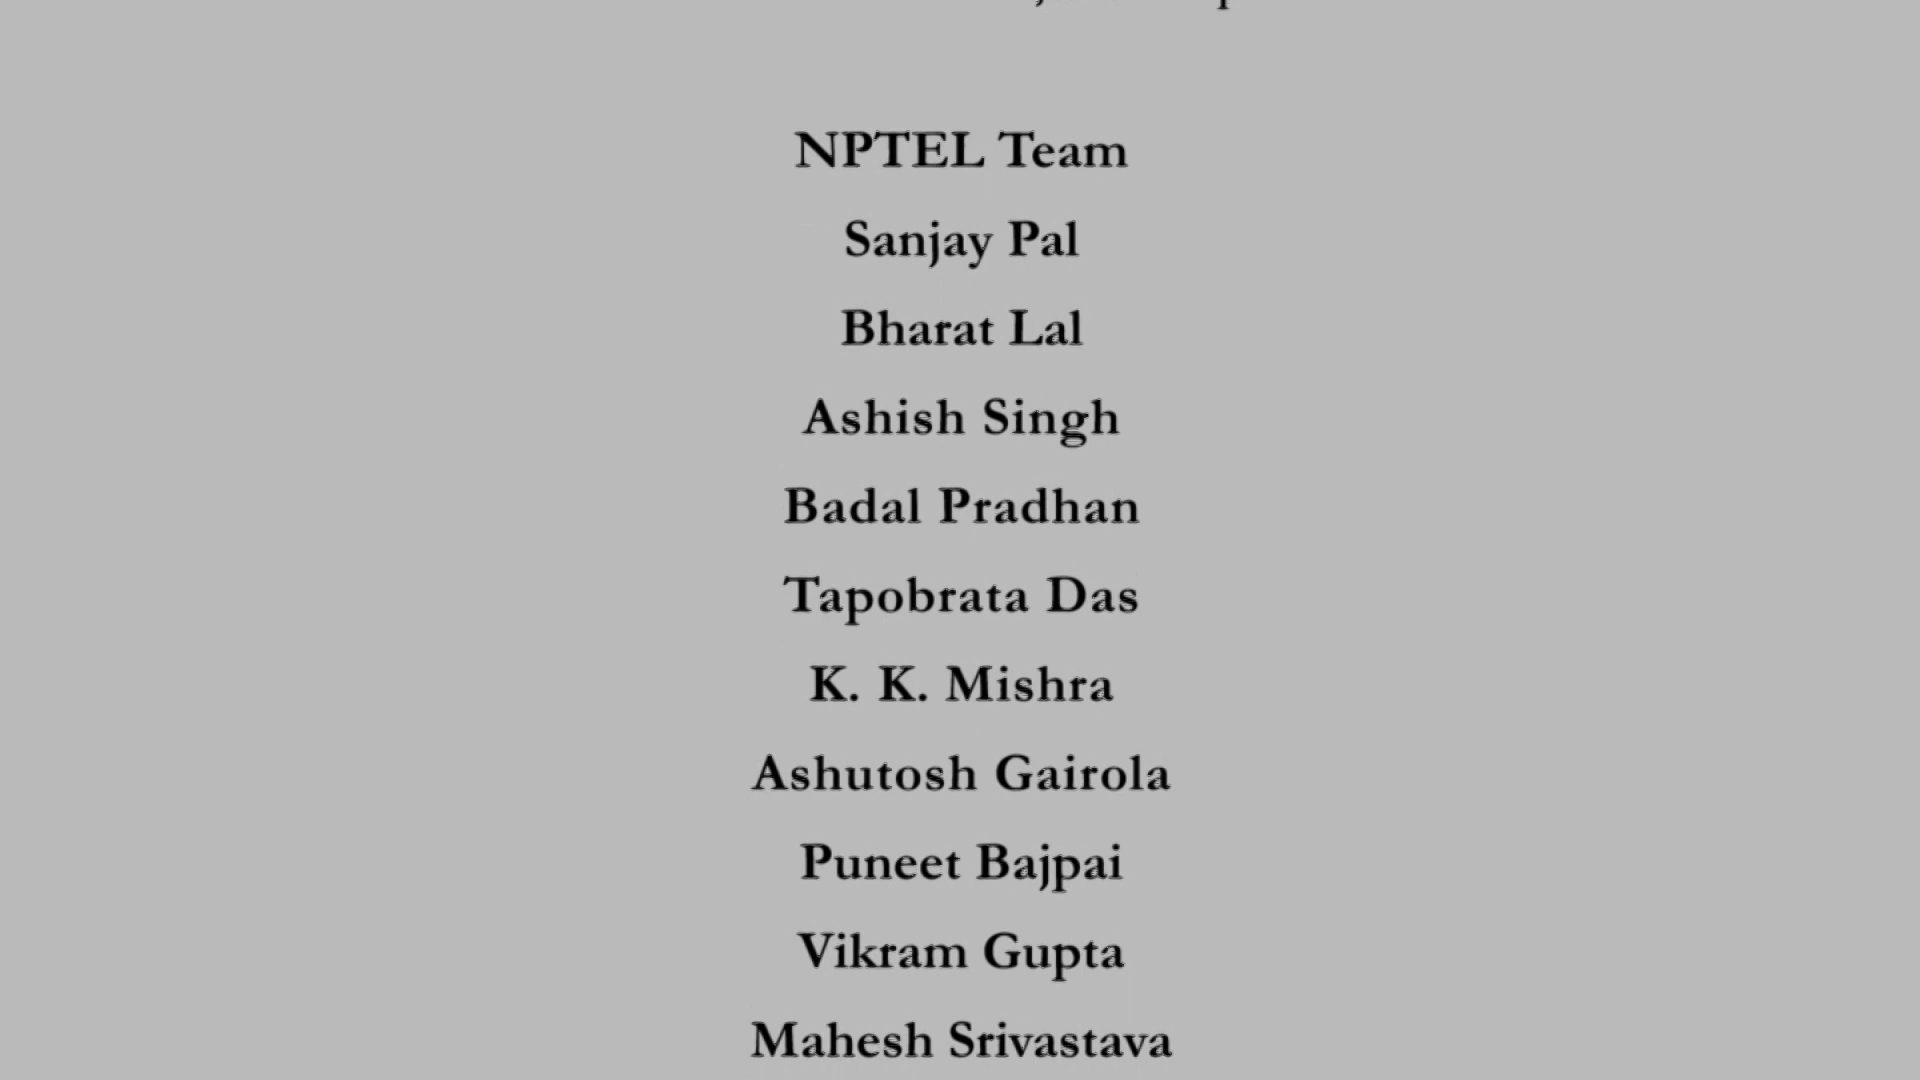 NPTEL Team
Sanjay Pal
Bharat Lal
Ashish Singh
Badal Pradhan
Tapobrata Das
K. K. Mishra
Ashutosh Gairola
Puneet Bajpai
Vikram Gupta
Mahesh Srivastava